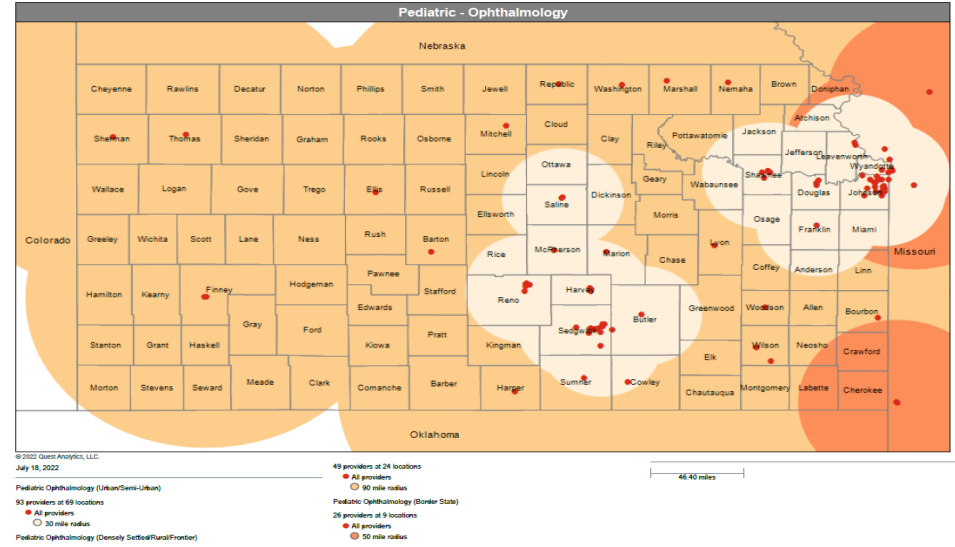 Pediatric - Ophthalmology
Nebraska
Cheyenne Rawlins Decatur Norton Phillips Smith Jewell Republic Washington Marshall Nemaha Brown Doniphan
Atchison
Sherman Thomas Sheridan Graham Rooks Osborne Mitchell Cloud Clay Riley Pottawatomie Jackson
Jefferson Leavenworth
Wyandotte
Ottawa
Lincoln
Wallace Logan Gove Trego Ellis Russell Saline Dickinson Geary Wabaunsee Shawnee Douglas Johnson
Ellsworth Morris Osage
Colorado Greeley Wichita Scott Lane Ness Rush Barton Rice McPherson Marion Lyon Franklin Miami
Missouri
Chase
Coffey Anderson Linn
Pawnee
Hamilton Kearny Finney Hodgeman Stafford Reno Harvey
Edwards Greenwood Woodson Allen Bourbon
Gray Ford Butler
Sedgwick
Pratt
Stanton Grant Haskell Kiowa Kingman Wilson Neosho Crawford
Elk
Morton Stevens Seward Meade Clark Comanche Barber Harper Sumner Cowley Chautauqua Montgomery Labette Cherokee
Oklahoma
© 2022 Quest Analytics, LLC.
July 18, 2022
Pediatric Ophthalmology (Urban/Semi-Urban)
93 providers at 69 locations
All providers
30 mile radius
Pediatric Ophthalmology (Densely Settled/Rural/Frontier)
49 providers at 24 locations
All providers
90 mile radius
Pediatric Ophthalmology (Border State)
26 providers at 9 locations
All providers
50 mile radius
46.40 miles